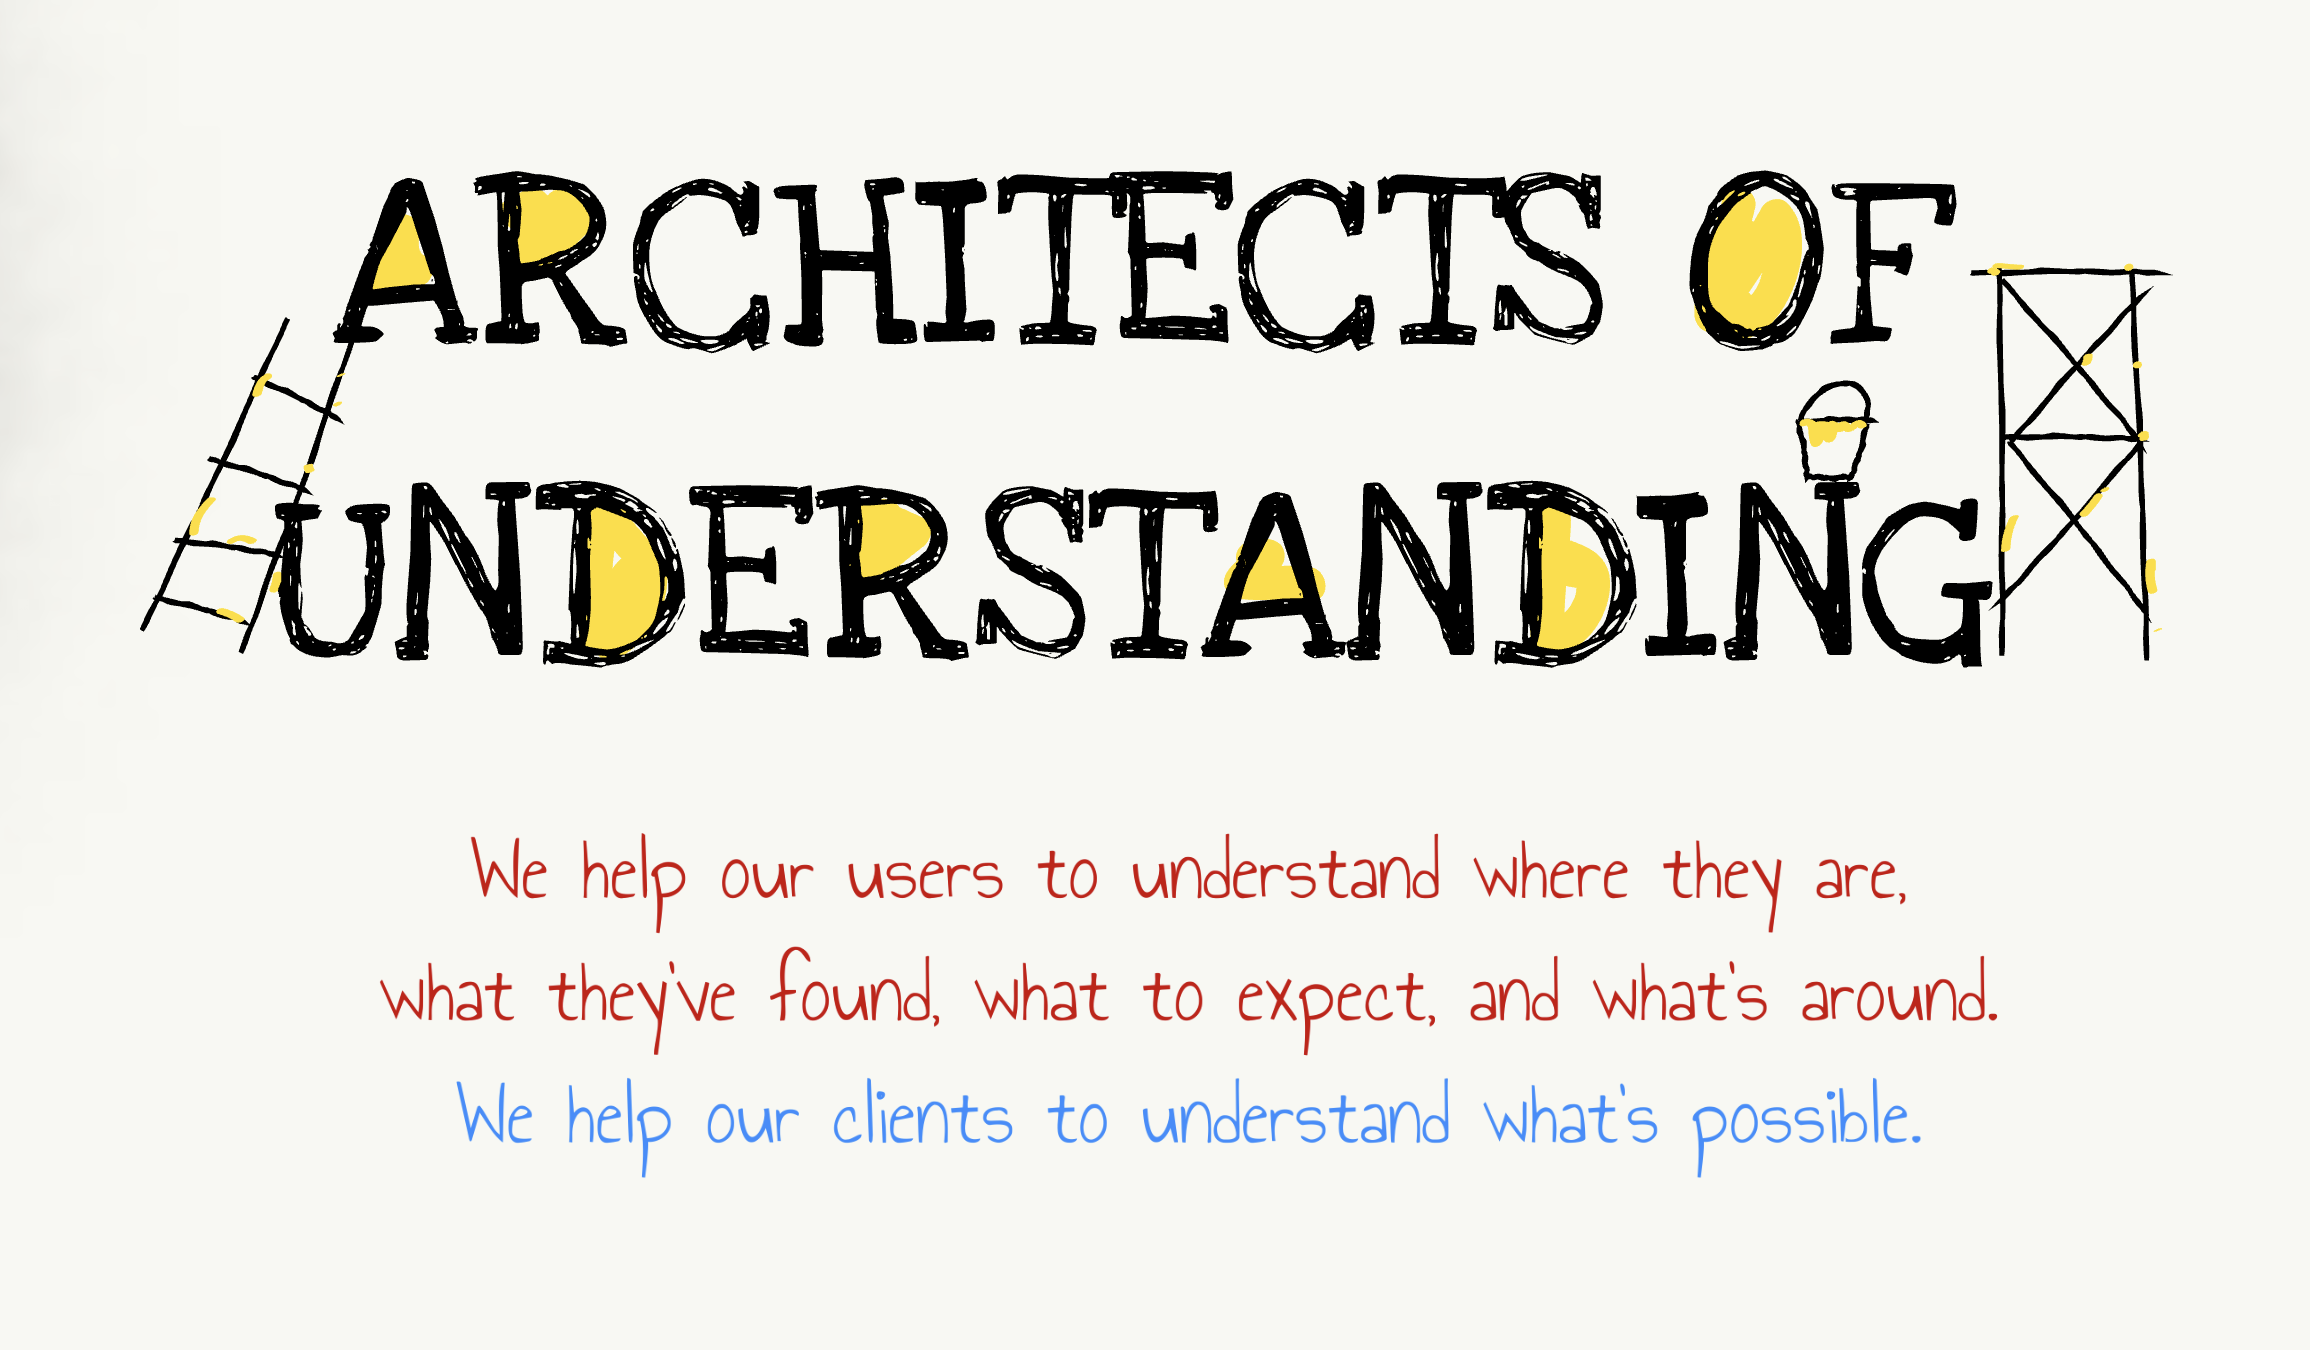 ARCHITECTS OF
UNDERSTANDING
We help our users to understand where they are,
what they've found, what to expect, and what's around.
We help our clients to understand what's possible.